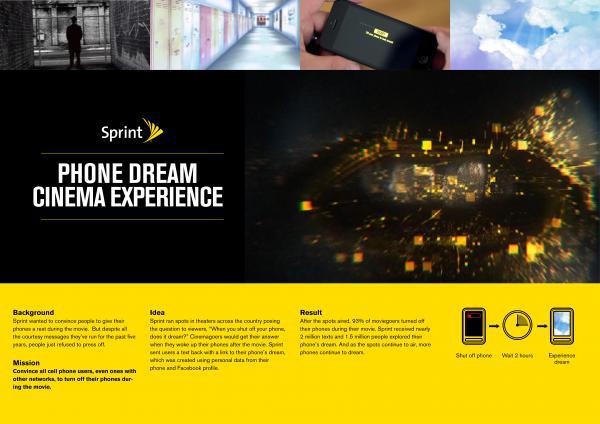 Sprint
PHONE DREAM
CINEMA EXPERIENCE
Background
Sprint wanted to convince people to give their
phones a rest during the movie. But despite all
the courtesy messages they've run for the past five
years, people just refused to press off.
Mission
Convince all cell phone users, even ones with
other networks, to turn off their phones dur-
ing the movie.
Idea
Sprint ran spots in theaters across the country posing
the question to viewers, "When you shut off your phone,
does it dream?" Cinemagoers would get their answer
when they woke up their phones after the movie. Sprint
sent users a text back with a link to their phone's dream,
which was created using personal data from their
phone and Facebook profile.
Result
After the spots aired, 93% of moviegoers turned off
their phones during their movie. Sprint received nearly
2 million texts and 1.5 million people explored their
phone's dream. And as the spots continue to air, more
phones continue to dream.
Shut off phone
Wait 2 hours
Experience
dream